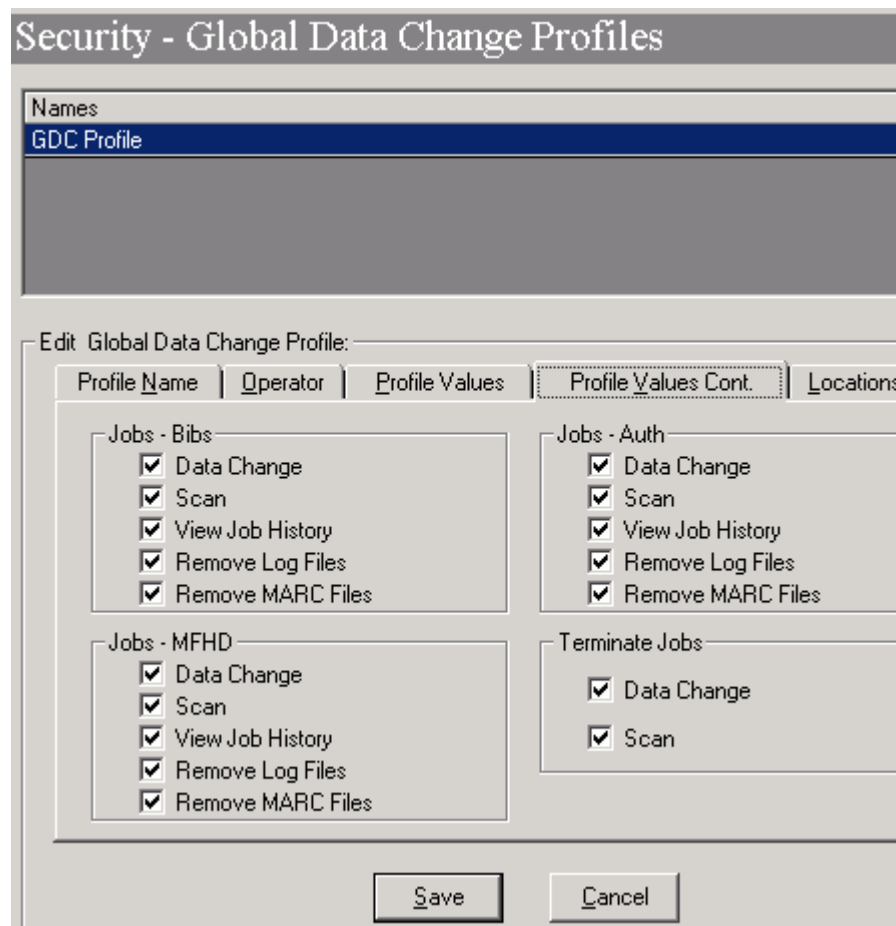 Security - Global Data Change Profiles
Names
GDC Profile
Edit Global Data Change Profile:
Profile Name Operator Profile Values Profile Values Cont. Locations
Jobs - Bibs
Data Change
Scan
View Job History
Remove Log Files
Remove MARC Files
Jobs - Auth
Data Change
Scan
View Job History
Remove Log Files
Remove MARC Files
Jobs - MFHD
Data Change
Scan
View Job History
Remove Log Files
Remove MARC Files
Terminate Jobs
Data Change
Scan
Save Cancel